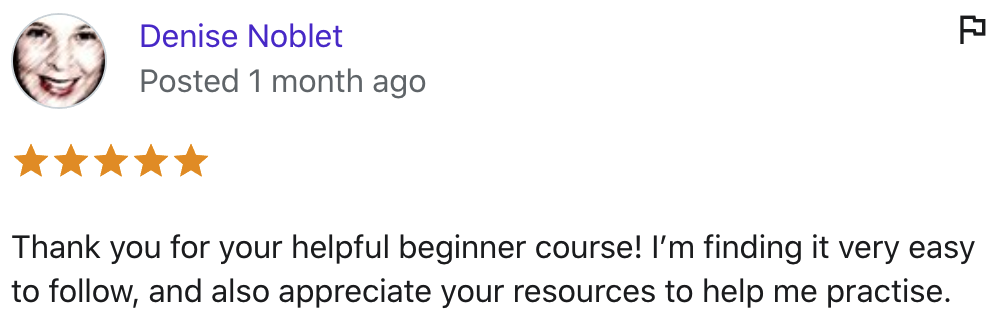 Denise Noblet
Posted 1 month ago
Thank you for your helpful beginner course! I’m finding it very easy
to follow, and also appreciate your resources to help me practise.